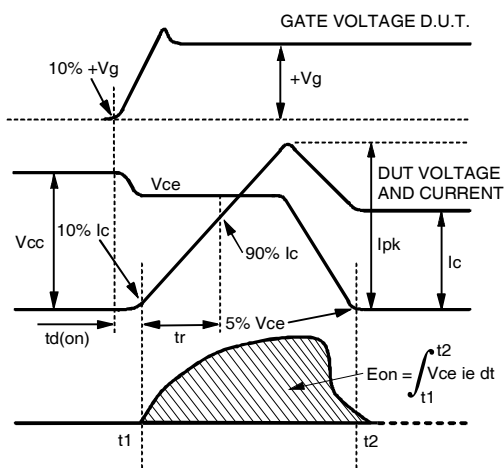 GATE VOLTAGE D.U.T.
10% +Vg
+Vg
DUT VOLTAGE
AND CURRENT
Vce
Vcc
10% Ic
90% Ic
Ipk
Ic
td(on)
tr
5% Vce
Eon = ∫ Vce ie dt
t2
t1
t1
t2